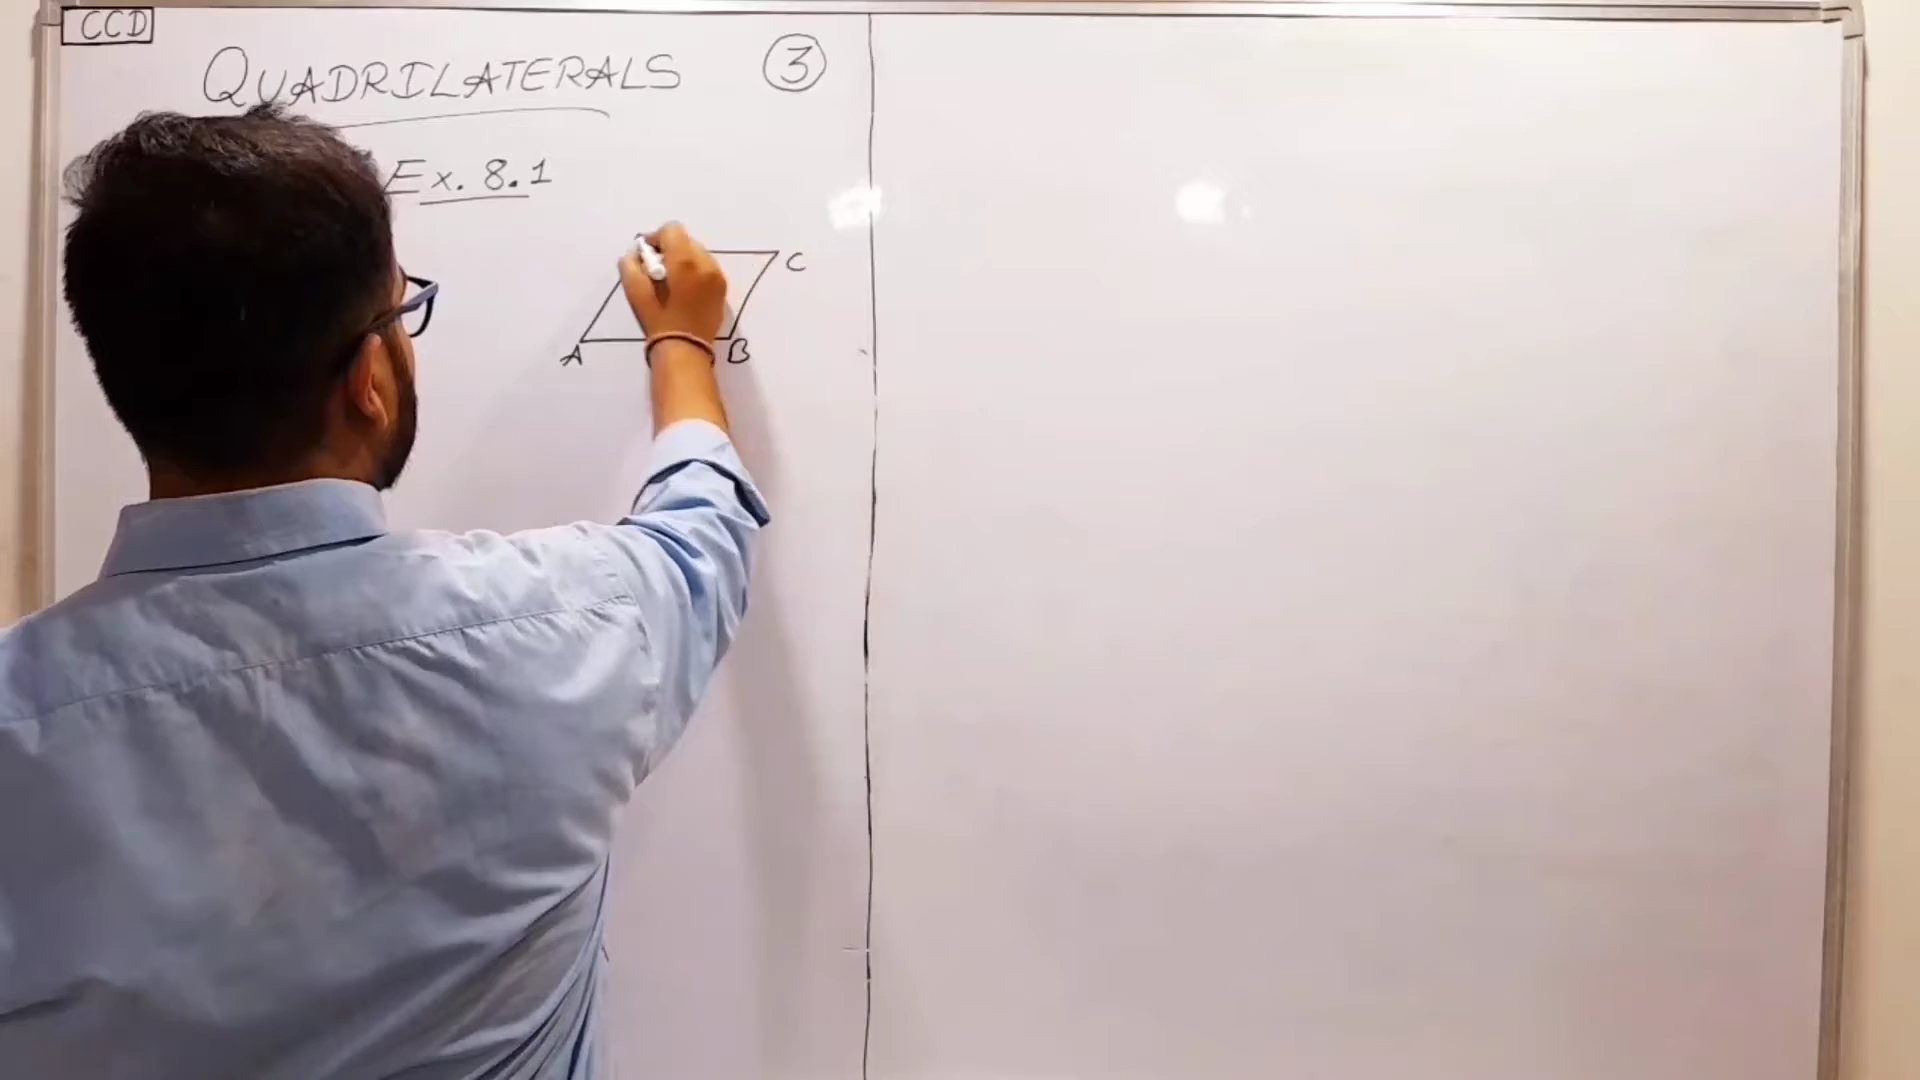 CCD
QUADRILATERALS 3
Ex. 8.1
C
A B